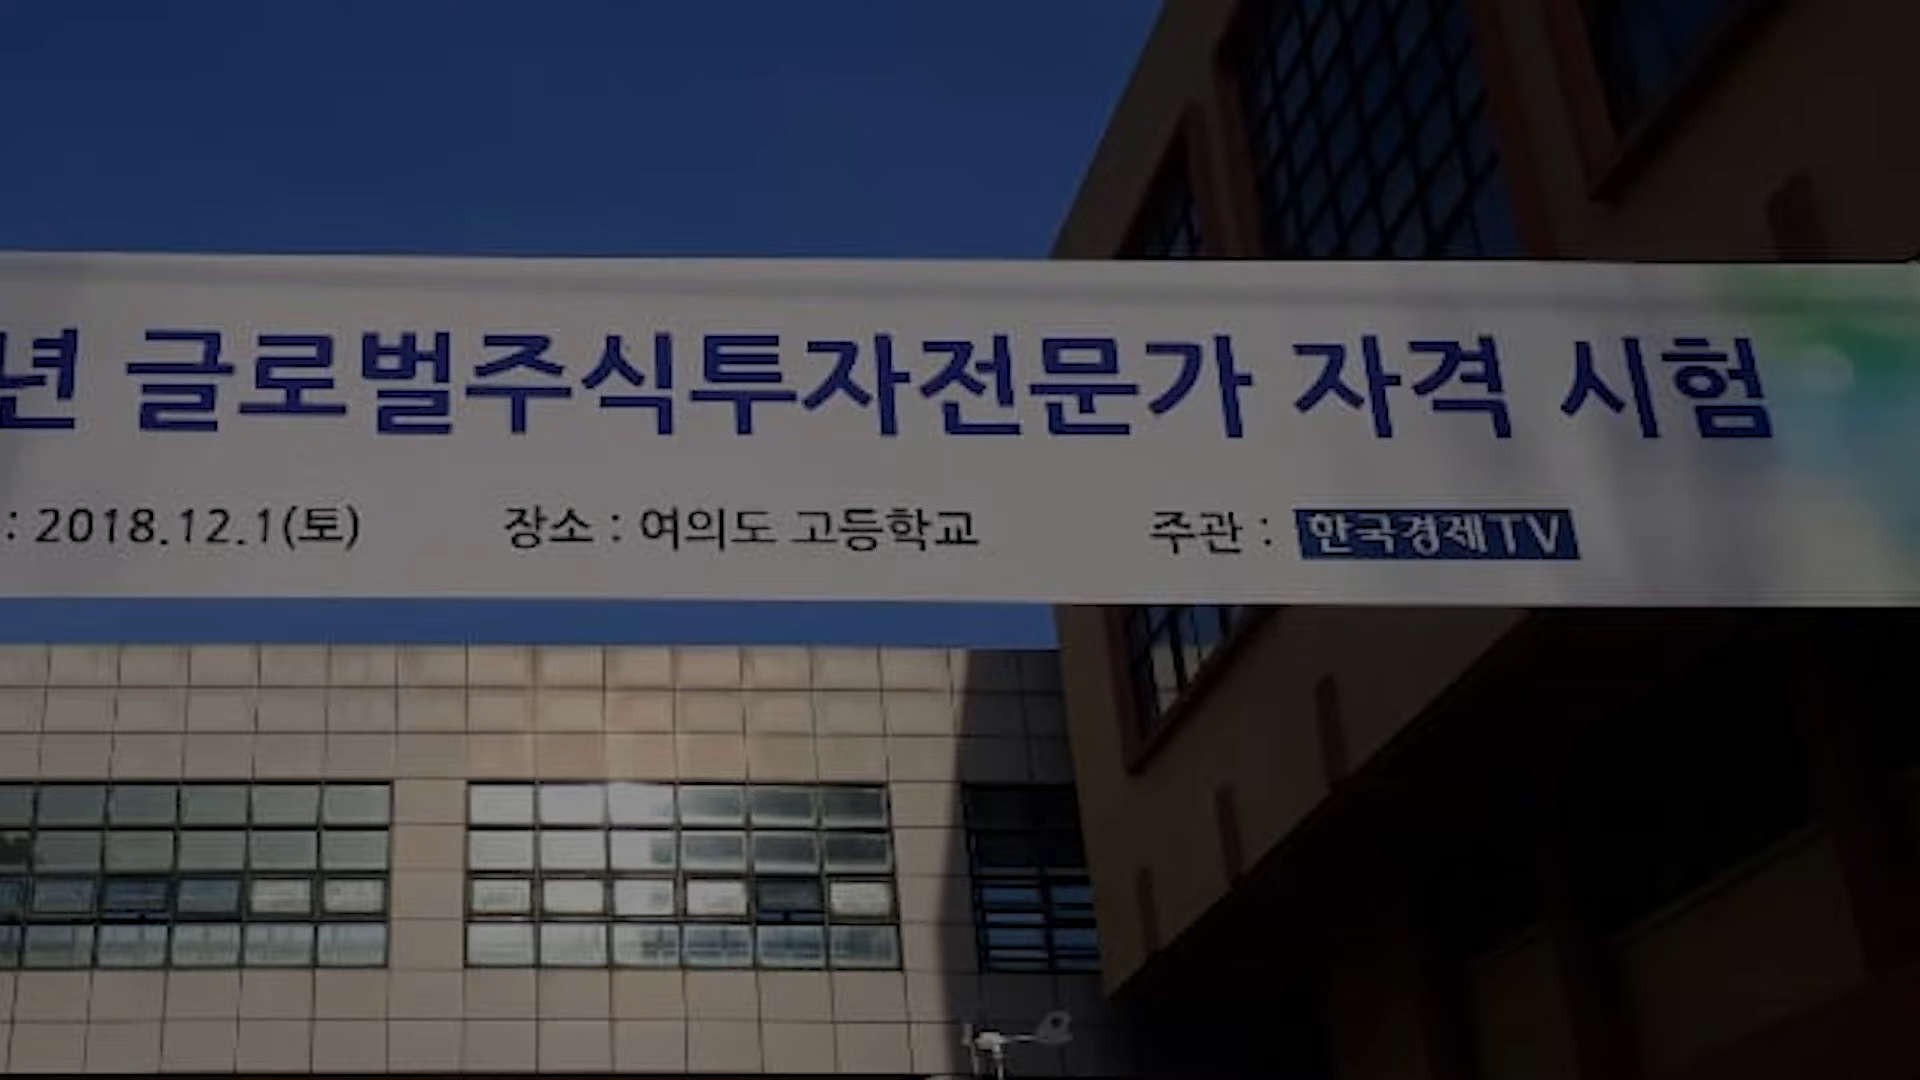 년 글로벌주식투자전문가 자격 시험
: 2018.12.1(토) 장소 : 여의도 고등학교 주관 : 한국경제TV